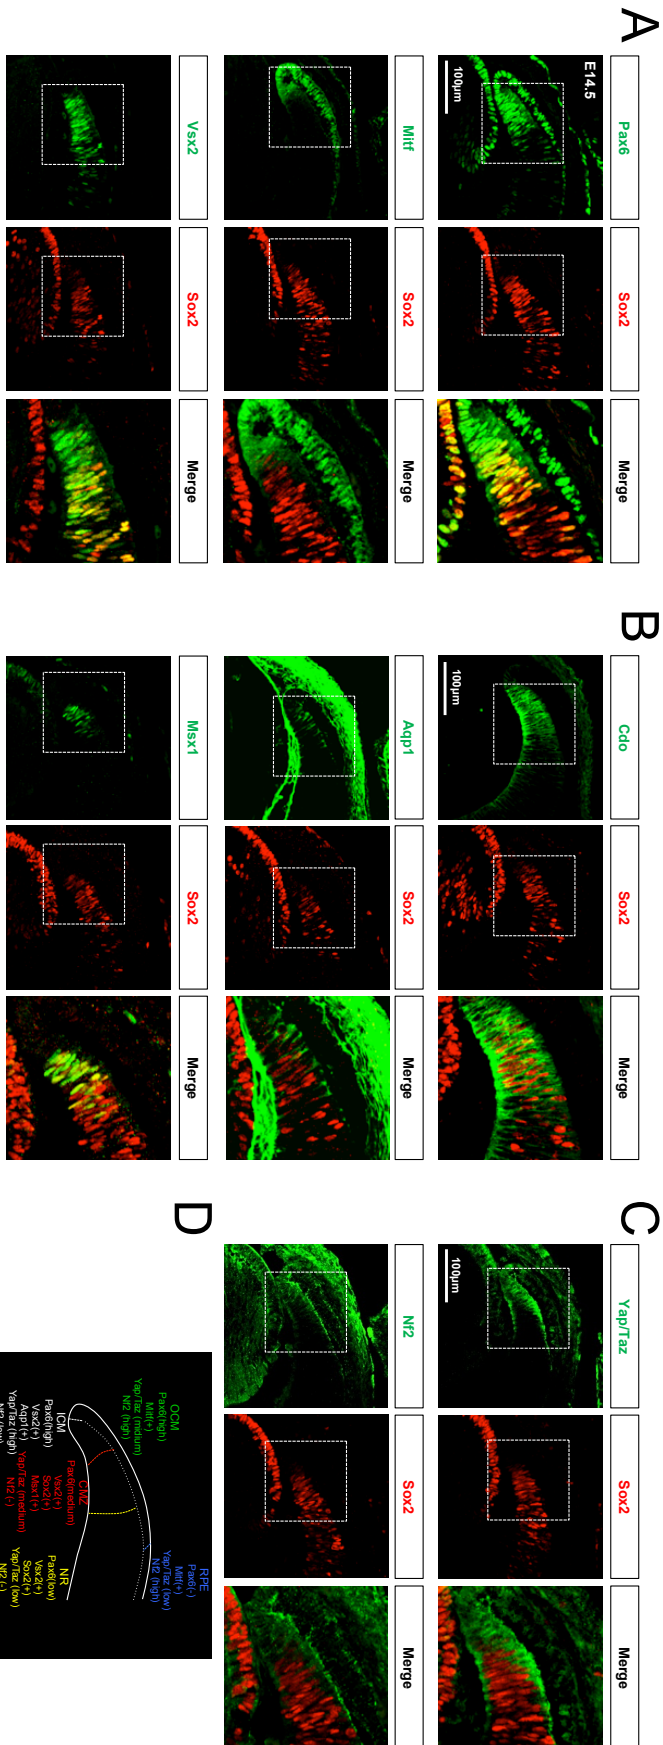 A
Pax6
Sox2
Merge
E14.5
100μm
Mitf
Sox2
Merge
Vsx2
Sox2
Merge
B
Cdo
Sox2
Merge
100μm
Aqp1
Sox2
Merge
Msx1
Sox2
Merge
C
Yap/Taz
Sox2
Merge
100μm
Nf2
Sox2
Merge
D
OCM
Pax6(high)
Mitf(+)
Yap/Taz (midium)
Nf2 (high)
RPE
Pax6(-)
Mitf(+)
Yap/Taz (low)
Nf2 (high)
ICM
Pax6(high)
Vsx2(+)
Aqp1(+)
Yap/Taz (high)
CMZ
Pax6(medium)
Vsx2(+)
Sox2(+)
Msx1(+)
Yap/Taz (medium)
Nf2 (-)
NR
Pax6(low)
Vsx2(+)
Sox2(+)
Yap/Taz (low)
Nf2 (-)